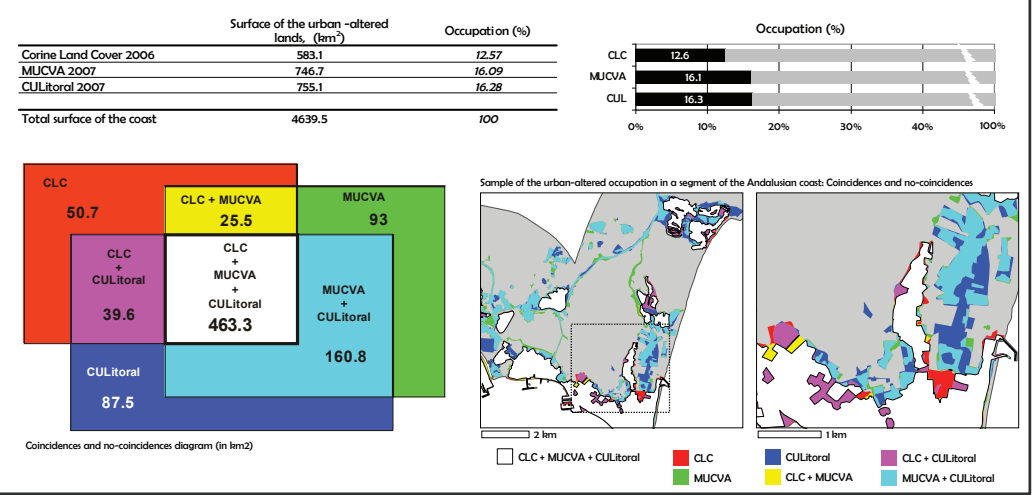 Surface of the urban -altered lands, (km²)
Occupation (%)
Corine Land Cover 2006 583.1 12.57
MUCVA 2007 746.7 16.09
CULitoral 2007 755.1 16.28
Total surface of the coast 4639.5 100
Occupation (%)
CLC 12.6
MUCVA 16.1
CUL 16.3
0% 10% 20% 30% 40% 100%
CLC
50.7
CLC + MUCVA
25.5
MUCVA
93
CLC
+
CULitoral
39.6
CLC
+
MUCVA
+
CULitoral
463.3
MUCVA
+
CULitoral
160.8
CULitoral
87.5
Coincidences and no-coincidences diagram (in km2)
Sample of the urban-altered occupation in a segment of the Andalusian coast: Coincidences and no-coincidences
2 km
1 km
CLC + MUCVA + CULitoral
CLC
MUCVA
CULitoral
CLC + MUCVA
CLC + CULitoral
MUCVA + CULitoral